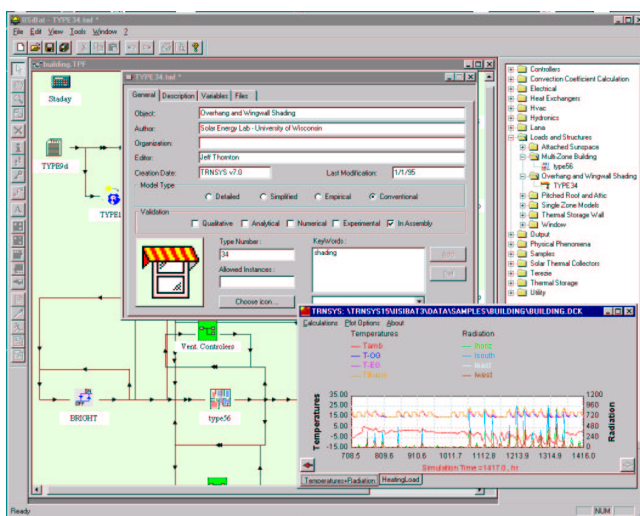 IISiBat - TYPE34.tmf *
File Edit View Tools Window ?
building.TPF
Staday
TYPE9d
BRIGHT
Vent. Controlers
type56
TYPE34.tmf *
General Description Variables Files
Object: Overhang and Wingwall Shading
Author: Solar Energy Lab - University of Wisconsin
Organization:
Editor: Jeff Thornton
Creation Date: TRNSYS v7.0 Last Modification: 1/1/95
Model Type
Detailed Simplified Empirical Conventional
Validation
Qualitative Analytical Numerical Experimental In Assembly
Type Number: KeyWords:
34 shading
Allowed Instances:
Add
Del
Choose icon...
Controllers
Convection Coefficient Calculation
Electrical
Heat Exchangers
Hvac
Hydronics
Lana
Loads and Structures
Attached Sunspace
Multi-Zone Building
type56
Overhang and Wingwall Shading
TYPE34
Pitched Roof and Attic
Single Zone Models
Thermal Storage Wall
Window
Output
Physical Phenomena
Samples
Solar Thermal Collectors
Terezie
Thermal Storage
Utility
TRNSYS: \TRNSYS15\IISIBAT3\DATA\SAMPLES\BUILDING\BUILDING.DCK
Calculations Plot Options About
Temperatures Radiation
Tamb Ihoriz
T-OG Isouth
T-EG Ieast
Iwest
Temperatures
35.00
25.00
15.00
5.00
-5.00
-15.00
1200
960
720
480
240
0
Radiation
708.5 809.6 910.6 1011.7 1112.8 1213.9 1314.9 1416.0
Simulation Time =1417.0, hr
Temperatures+Radiation HeatingLoad
Ready NUM